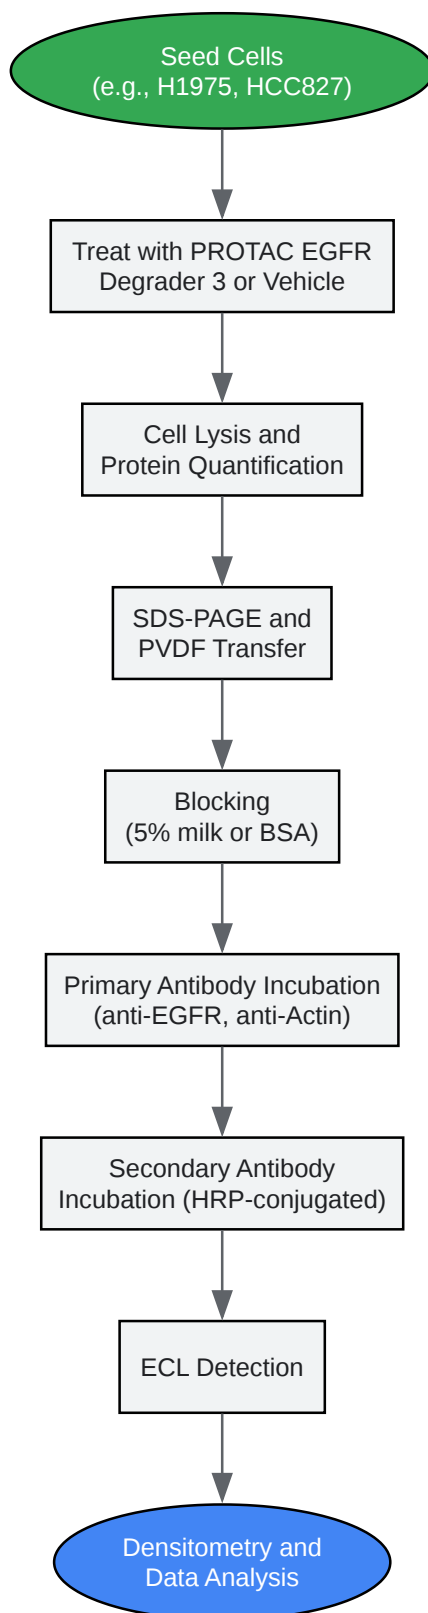 Seed Cells
(e.g., H1975, HCC827)
Treat with PROTAC EGFR
Degrader 3 or Vehicle
Cell Lysis and
Protein Quantification
SDS-PAGE and
PVDF Transfer
Blocking
(5% milk or BSA)
Primary Antibody Incubation
(anti-EGFR, anti-Actin)
Secondary Antibody
Incubation (HRP-conjugated)
ECL Detection
Densitometry and
Data Analysis